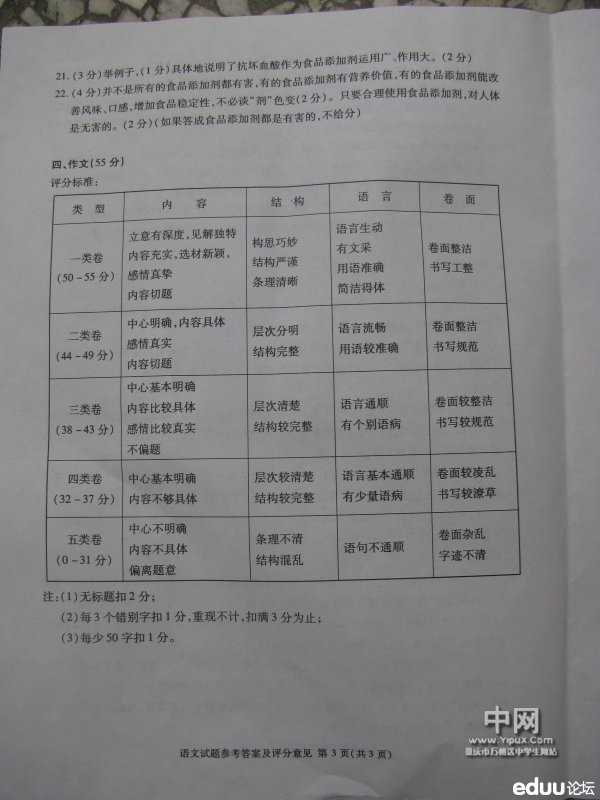 21.(3分)举例子,(1分)具体地说明了抗坏血酸作为食品添加剂运用广、作用大。(2分)
22.(4分)并不是所有的食品添加剂都有害,有的食品添加剂有营养价值,有的食品添加剂能改
善风味、口感,增加食品稳定性,不必谈“剂”色变(2分)。只要合理使用食品添加剂,对人体
是无害的。(2分)(如果答成食品添加剂都是有害的,不给分)
四、作文(55分)
评分标准:
类 型 内 容 结 构 语 言 卷 面
一类卷
(50-55分)
立意有深度,见解独特
内容充实,选材新颖,
感情真挚
内容切题
构思巧妙
结构严谨
条理清晰
语言生动
有文采
用语准确
简洁得体
卷面整洁
书写工整
二类卷
(44-49分)
中心明确,内容具体
感情真实
内容切题
层次分明
结构完整
语言流畅
用语较准确
卷面整洁
书写规范
三类卷
(38-43分)
中心基本明确
内容比较具体
感情比较真实
不偏题
层次清楚
结构较完整
语言通顺
有个别语病
卷面较整洁
书写较规范
四类卷
(32-37分)
中心基本明确
内容不够具体
层次较清楚
结构较完整
语言基本通顺
有少量语病
卷面较凌乱
书写较潦草
五类卷
(0-31分)
中心不明确
内容不具体
偏离题意
条理不清
结构混乱
语句不通顺
卷面杂乱
字迹不清
注:(1)无标题扣2分;
(2)每3个错别字扣1分,重现不计,扣满3分为止;
(3)每少50字扣1分。
语文试题参考答案及评分意见 第3页(共3页)
中网
www.Yipux.com
重庆市万州区中学生网站
eduu论坛